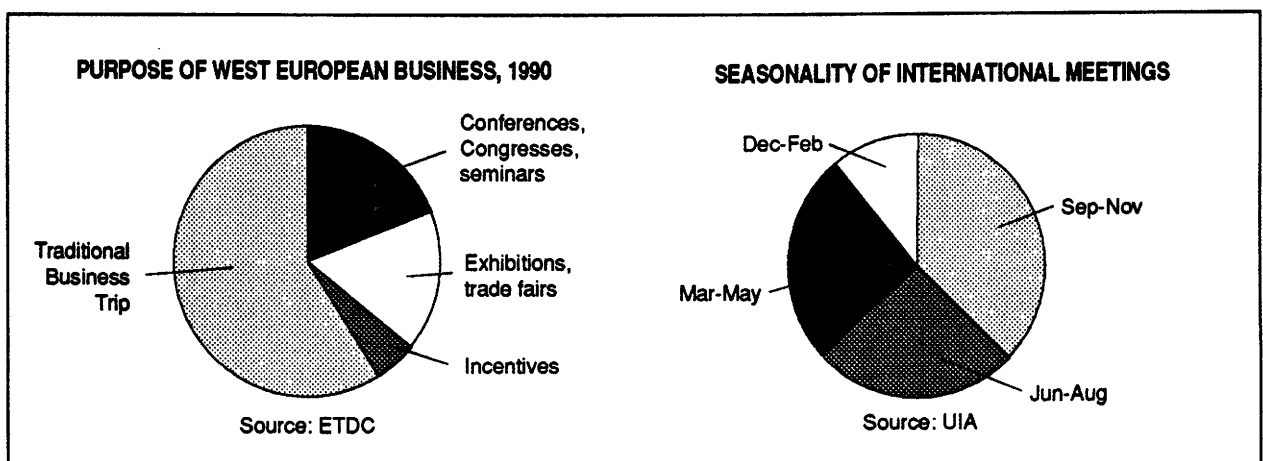 PURPOSE OF WEST EUROPEAN BUSINESS, 1990
Conferences,
Congresses,
seminars
Traditional
Business
Trip
Exhibitions,
trade fairs
Incentives
Source: ETDC
SEASONALITY OF INTERNATIONAL MEETINGS
Dec-Feb
Sep-Nov
Mar-May
Jun-Aug
Source: UIA